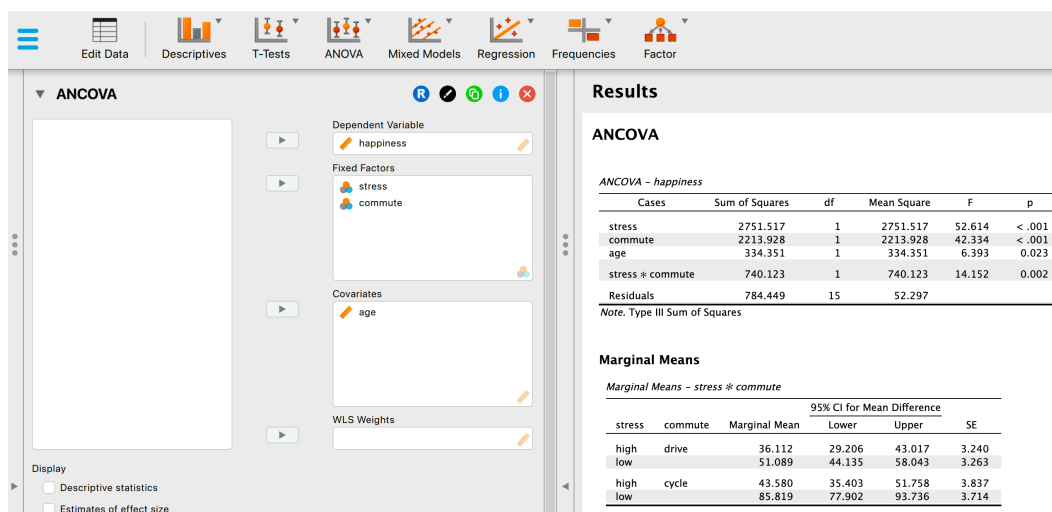 Edit Data Descriptives T-Tests ANOVA Mixed Models Regression Frequencies Factor
ANCOVA
R i
Dependent Variable
happiness
Fixed Factors
stress
commute
Covariates
age
WLS Weights
Display
Descriptive statistics
Estimates of effect size
Results
ANCOVA
ANCOVA – happiness
Cases Sum of Squares df Mean Square F p
stress 2751.517 1 2751.517 52.614 < .001
commute 2213.928 1 2213.928 42.334 < .001
age 334.351 1 334.351 6.393 0.023
stress ∗ commute 740.123 1 740.123 14.152 0.002
Residuals 784.449 15 52.297
Note. Type III Sum of Squares
Marginal Means
Marginal Means – stress ∗ commute
95% CI for Mean Difference
stress commute Marginal Mean Lower Upper SE
high drive 36.112 29.206 43.017 3.240
low 51.089 44.135 58.043 3.263
high cycle 43.580 35.403 51.758 3.837
low 85.819 77.902 93.736 3.714